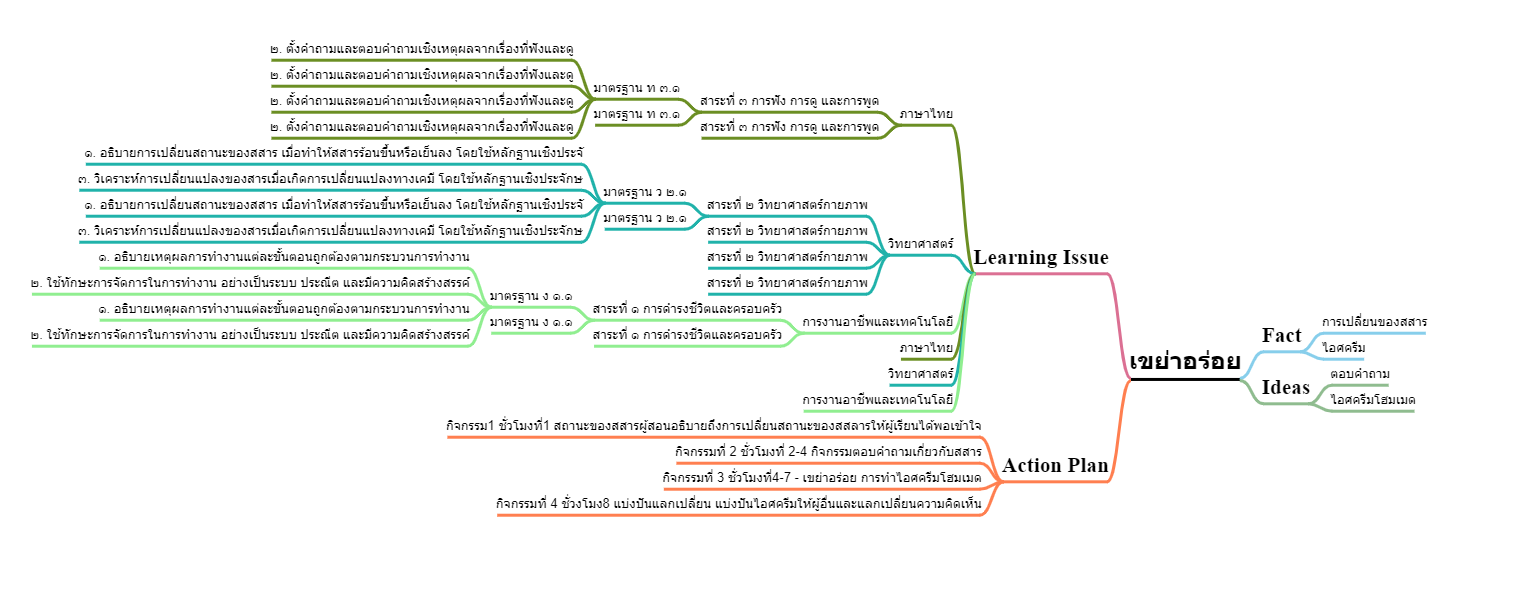 ๒. ตั้งคำถามและตอบคำถามเชิงเหตุผลจากเรื่องที่ฟังและดู
๒. ตั้งคำถามและตอบคำถามเชิงเหตุผลจากเรื่องที่ฟังและดู
๒. ตั้งคำถามและตอบคำถามเชิงเหตุผลจากเรื่องที่ฟังและดู
๒. ตั้งคำถามและตอบคำถามเชิงเหตุผลจากเรื่องที่ฟังและดู
มาตรฐาน ท ๓.๑
มาตรฐาน ท ๓.๑
สาระที่ ๓ การฟัง การดู และการพูด
สาระที่ ๓ การฟัง การดู และการพูด
ภาษาไทย
๑. อธิบายการเปลี่ยนสถานะของสสาร เมื่อทำให้สสารร้อนขึ้นหรือเย็นลง โดยใช้หลักฐานเชิงประจั
๓. วิเคราะห์การเปลี่ยนแปลงของสารเมื่อเกิดการเปลี่ยนแปลงทางเคมี โดยใช้หลักฐานเชิงประจักษ
๑. อธิบายการเปลี่ยนสถานะของสสาร เมื่อทำให้สสารร้อนขึ้นหรือเย็นลง โดยใช้หลักฐานเชิงประจั
๓. วิเคราะห์การเปลี่ยนแปลงของสารเมื่อเกิดการเปลี่ยนแปลงทางเคมี โดยใช้หลักฐานเชิงประจักษ
มาตรฐาน ว ๒.๑
มาตรฐาน ว ๒.๑
สาระที่ ๒ วิทยาศาสตร์กายภาพ
สาระที่ ๒ วิทยาศาสตร์กายภาพ
สาระที่ ๒ วิทยาศาสตร์กายภาพ
สาระที่ ๒ วิทยาศาสตร์กายภาพ
วิทยาศาสตร์
๑. อธิบายเหตุผลการทำงานแต่ละขั้นตอนถูกต้องตามกระบวนการทำงาน
๒. ใช้ทักษะการจัดการในการทำงาน อย่างเป็นระบบ ประณีต และมีความคิดสร้างสรรค์
๑. อธิบายเหตุผลการทำงานแต่ละขั้นตอนถูกต้องตามกระบวนการทำงาน
๒. ใช้ทักษะการจัดการในการทำงาน อย่างเป็นระบบ ประณีต และมีความคิดสร้างสรรค์
มาตรฐาน ง ๑.๑
มาตรฐาน ง ๑.๑
สาระที่ ๑ การดำรงชีวิตและครอบครัว
สาระที่ ๑ การดำรงชีวิตและครอบครัว
การงานอาชีพและเทคโนโลยี
ภาษาไทย
วิทยาศาสตร์
การงานอาชีพและเทคโนโลยี
Learning Issue
กิจกรรม1 ชั่วโมงที่1 สถานะของสสารผู้สอนอธิบายถึงการเปลี่ยนสถานะของสสลารให้ผู้เรียนได้พอเข้าใจ
กิจกรรมที่ 2 ชั่วโมงที่ 2-4 กิจกรรมตอบคำถามเกี่ยวกับสสาร
กิจกรรมที่ 3 ชั่วโมงที่4-7 - เขย่าอร่อย การทำไอศครีมโฮมเมด
กิจกรรมที่ 4 ชั่วงโมง8 แบ่งปันแลกเปลี่ยน แบ่งปันไอศครีมให้ผู้อื่นและแลกเปลี่ยนความคิดเห็น
Action Plan
เขย่าอร่อย
Fact
การเปลี่ยนของสสาร
ไอศครีม
Ideas
ตอบคำถาม
ไอศครีมโฮมเมด